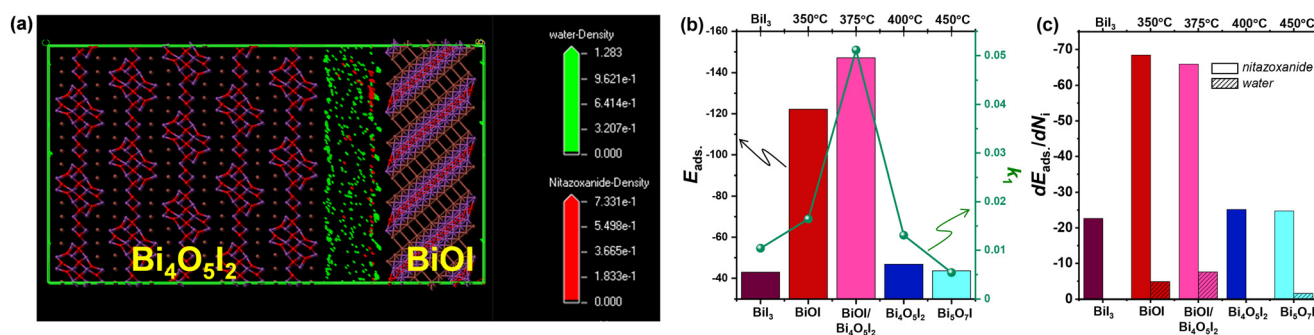 (a)
C
B
water-Density
1.283
9.621e-1
6.414e-1
3.207e-1
0.000
Nitazoxanide-Density
7.331e-1
5.498e-1
3.665e-1
1.833e-1
0.000
Bi₄O₅I₂
BiOI
(b)
BiI₃ 350°C 375°C 400°C 450°C
-160
-140
-120
-100
-80
-60
-40
E_ads.
0.05
0.04
0.03
0.02
0.01
0
k₁
BiI₃ BiOI BiOI/ Bi₄O₅I₂ Bi₅O₇I
Bi₄O₅I₂
(c)
BiI₃ 350°C 375°C 400°C 450°C
-70
-60
-50
-40
-30
-20
-10
0
dE_ads./dN_i
nitazoxanide
water
BiI₃ BiOI BiOI/ Bi₄O₅I₂ Bi₅O₇I
Bi₄O₅I₂